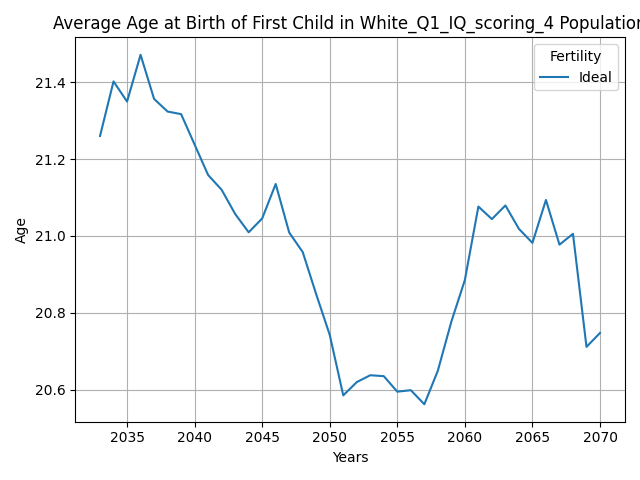 Average Age at Birth of First Child in White_Q1_IQ_scoring_4 Population
Fertility
Ideal
21.4
21.2
21.0
20.8
20.6
Age
2035 2040 2045 2050 2055 2060 2065 2070
Years